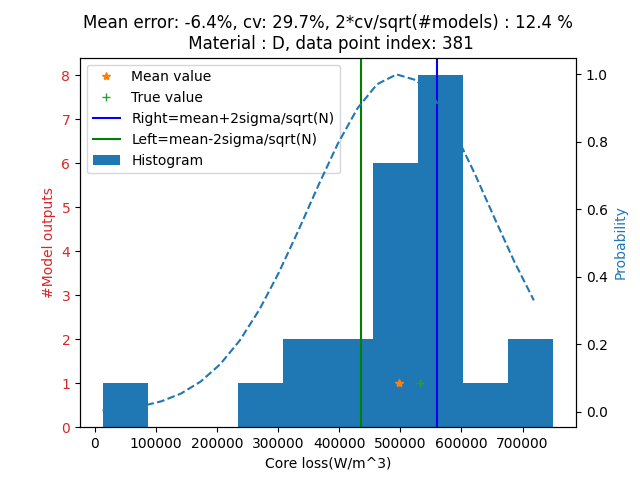 Mean error: -6.4%, cv: 29.7%, 2*cv/sqrt(#models) : 12.4 %
Material : D, data point index: 381
Mean value
True value
Right=mean+2sigma/sqrt(N)
Left=mean-2sigma/sqrt(N)
Histogram
#Model outputs
8
7
6
5
4
3
2
1
0
1.0
0.8
0.6
0.4
0.2
0.0
Probability
0 100000 200000 300000 400000 500000 600000 700000
Core loss(W/m^3)